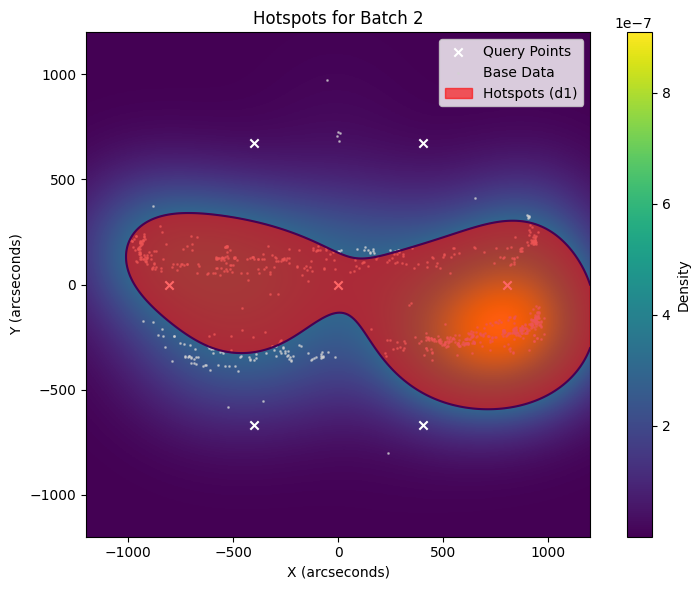 Hotspots for Batch 2
1e−7
Query Points
Base Data
Hotspots (d1)
1000
500
0
−500
−1000
Y (arcseconds)
−1000
−500
0
500
1000
X (arcseconds)
8
6
4
2
Density